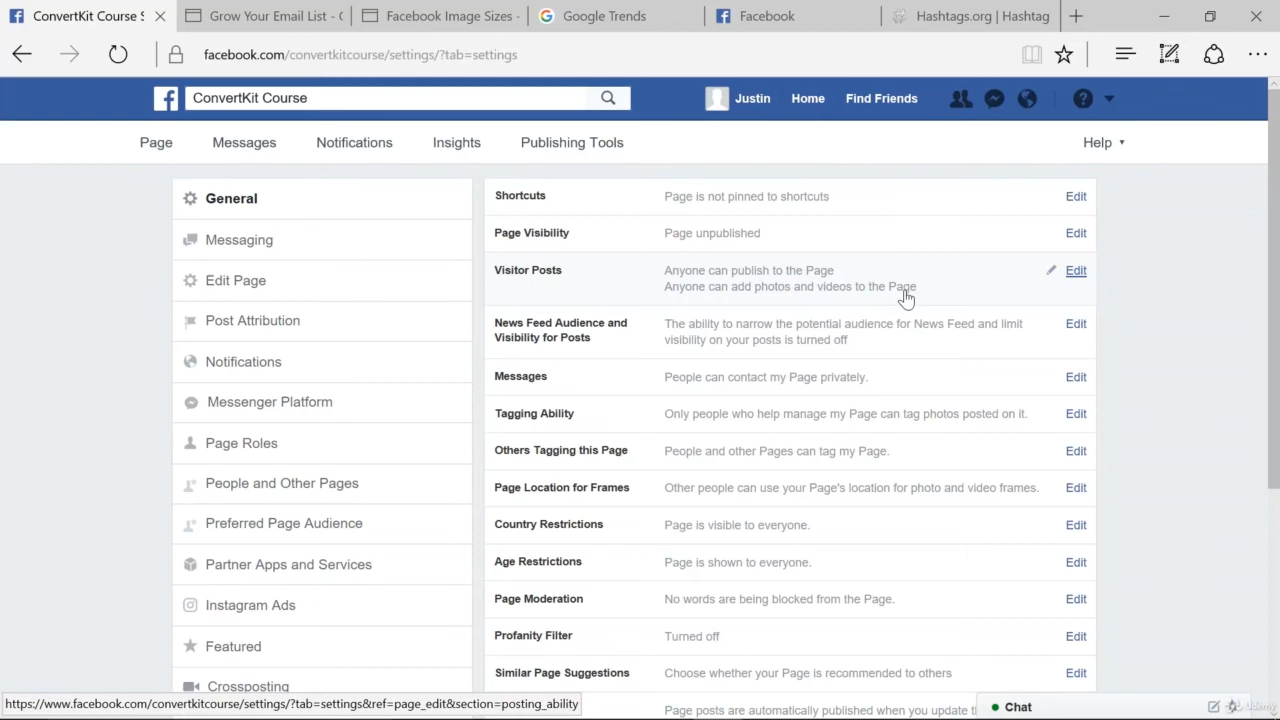 ConvertKit Course S
Grow Your Email List - C
Facebook Image Sizes -
Google Trends
Facebook
Hashtags.org | Hashtag
facebook.com/convertkitcourse/settings/?tab=settings
ConvertKit Course
Justin
Home
Find Friends
Page
Messages
Notifications
Insights
Publishing Tools
Help
General
Messaging
Edit Page
Post Attribution
Notifications
Messenger Platform
Page Roles
People and Other Pages
Preferred Page Audience
Partner Apps and Services
Instagram Ads
Featured
Crossposting
Shortcuts
Page is not pinned to shortcuts
Edit
Page Visibility
Page unpublished
Edit
Visitor Posts
Anyone can publish to the Page
Anyone can add photos and videos to the Page
Edit
News Feed Audience and
Visibility for Posts
The ability to narrow the potential audience for News Feed and limit
visibility on your posts is turned off
Edit
Messages
People can contact my Page privately.
Edit
Tagging Ability
Only people who help manage my Page can tag photos posted on it.
Edit
Others Tagging this Page
People and other Pages can tag my Page.
Edit
Page Location for Frames
Other people can use your Page's location for photo and video frames.
Edit
Country Restrictions
Page is visible to everyone.
Edit
Age Restrictions
Page is shown to everyone.
Edit
Page Moderation
No words are being blocked from the Page.
Edit
Profanity Filter
Turned off
Edit
Similar Page Suggestions
Choose whether your Page is recommended to others
Edit
Page posts are automatically published when you update t
https://www.facebook.com/convertkitcourse/settings/?tab=settings&ref=page_edit&section=posting_ability
Chat
Udemy